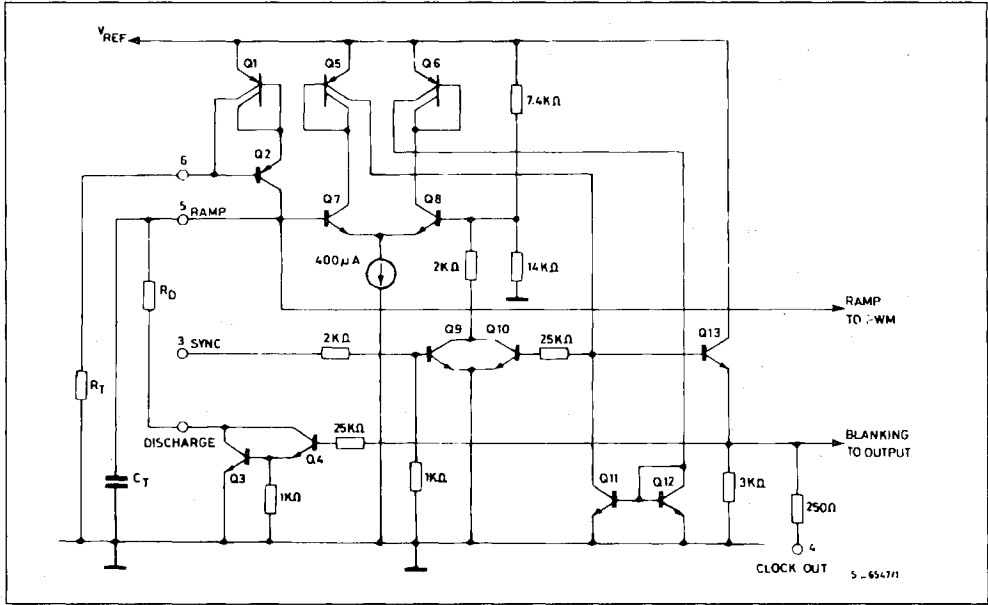 VREF
Q1
Q5
Q6
7.4KΩ
6
Q2
5
RAMP
Q7
Q8
400μA
2KΩ
14KΩ
RD
RAMP
TO PWM
Q9
Q10
Q13
3
SYNC
2KΩ
25KΩ
RT
DISCHARGE
25KΩ
BLANKING
TO OUTPUT
Q4
Q3
CT
1KΩ
1KΩ
Q11
Q12
3KΩ
250Ω
4
CLOCK OUT
S_6547/1